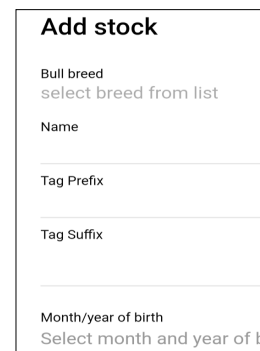 Add stock
Bull breed
select breed from list
Name
Tag Prefix
Tag Suffix
Month/year of birth
Select month and year of